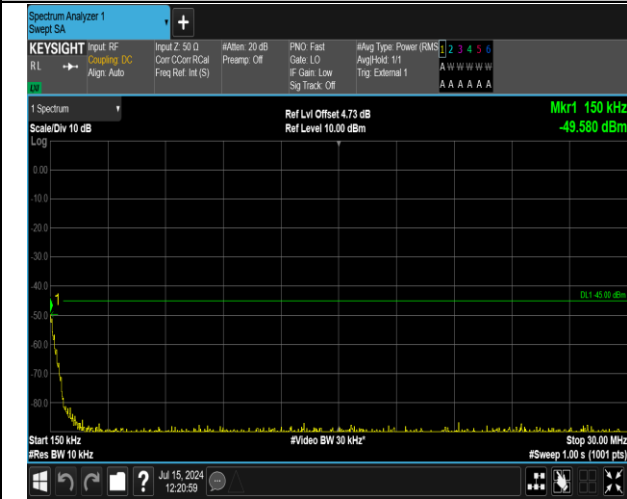 Spectrum Analyzer 1
Swept SA
+
KEYSIGHT Input: RF Input Z: 50 Ω #Atten: 20 dB PNO: Fast #Avg Type: Power (RMS 1 2 3 4 5 6
RL Coupling: DC Corr CCorr RCal Preamp: Off Gate: LO Avg|Hold: 1/1 A W W W W W
Align: Auto Freq Ref: Int (S) IF Gain: Low Trig: External 1
Sig Track: Off A A A A A A
1 Spectrum Ref Lvl Offset 4.73 dB Mkr1 150 kHz
Scale/Div 10 dB Ref Level 10.00 dBm -49.580 dBm
Log
0.00
-10.0
-20.0
-30.0
-40.0
1
DL1 -45.00 dBm
-50.0
-60.0
-70.0
-80.0
Start 150 kHz #Video BW 30 kHz* Stop 30.00 MHz
#Res BW 10 kHz #Sweep 1.00 s (1001 pts)
? Jul 15, 2024
12:20:59